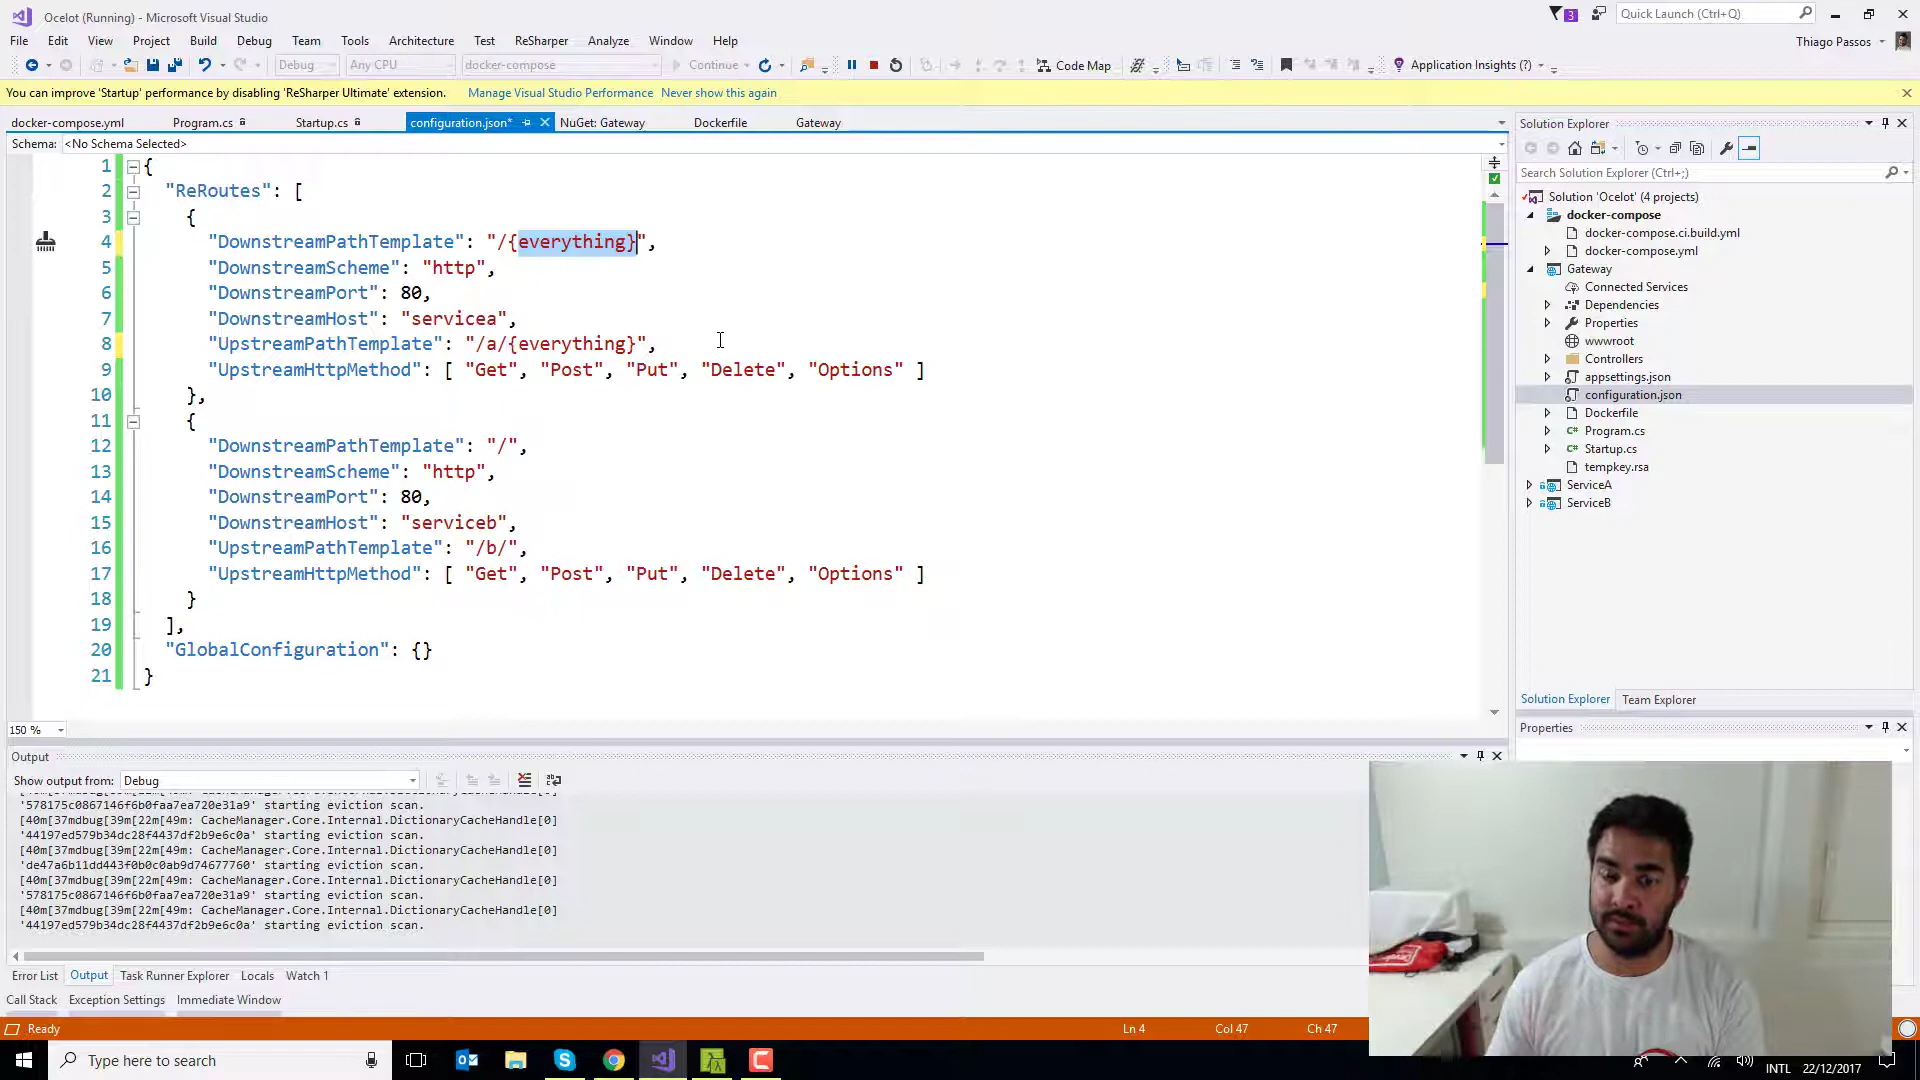 Ocelot (Running) - Microsoft Visual Studio
3
Quick Launch (Ctrl+Q)
File Edit View Project Build Debug Team Tools Architecture Test ReSharper Analyze Window Help
Thiago Passos
Debug Any CPU docker-compose Continue Code Map Application Insights (?)
You can improve 'Startup' performance by disabling 'ReSharper Ultimate' extension. Manage Visual Studio Performance Never show this again
docker-compose.yml Program.cs Startup.cs configuration.json* NuGet: Gateway Dockerfile Gateway
Schema: <No Schema Selected>
1 {
2 "ReRoutes": [
3 {
4 "DownstreamPathTemplate": "/{everything}",
5 "DownstreamScheme": "http",
6 "DownstreamPort": 80,
7 "DownstreamHost": "servicea",
8 "UpstreamPathTemplate": "/a/{everything}",
9 "UpstreamHttpMethod": [ "Get", "Post", "Put", "Delete", "Options" ]
10 },
11 {
12 "DownstreamPathTemplate": "/",
13 "DownstreamScheme": "http",
14 "DownstreamPort": 80,
15 "DownstreamHost": "serviceb",
16 "UpstreamPathTemplate": "/b/",
17 "UpstreamHttpMethod": [ "Get", "Post", "Put", "Delete", "Options" ]
18 }
19 ],
20 "GlobalConfiguration": {}
21 }
150 %
Solution Explorer
Search Solution Explorer (Ctrl+;)
Solution 'Ocelot' (4 projects)
docker-compose
docker-compose.ci.build.yml
docker-compose.yml
Gateway
Connected Services
Dependencies
Properties
wwwroot
Controllers
appsettings.json
configuration.json
Dockerfile
Program.cs
Startup.cs
tempkey.rsa
ServiceA
ServiceB
Solution Explorer Team Explorer
Properties
Output
Show output from: Debug
[40m[37mdbug[39m[22m[49m: CacheManager.Core.Internal.DictionaryCacheHandle[0]
'578175c0867146f6b0faa7ea720e31a9' starting eviction scan.
[40m[37mdbug[39m[22m[49m: CacheManager.Core.Internal.DictionaryCacheHandle[0]
'44197ed579b34dc28f4437df2b9e6c0a' starting eviction scan.
[40m[37mdbug[39m[22m[49m: CacheManager.Core.Internal.DictionaryCacheHandle[0]
'de47a6b11dd443f0b0c0ab9d74677760' starting eviction scan.
[40m[37mdbug[39m[22m[49m: CacheManager.Core.Internal.DictionaryCacheHandle[0]
'578175c0867146f6b0faa7ea720e31a9' starting eviction scan.
[40m[37mdbug[39m[22m[49m: CacheManager.Core.Internal.DictionaryCacheHandle[0]
'44197ed579b34dc28f4437df2b9e6c0a' starting eviction scan.
Error List Output Task Runner Explorer Locals Watch 1
Call Stack Exception Settings Immediate Window
Ready Ln 4 Col 47 Ch 47
Type here to search
INTL 22/12/2017